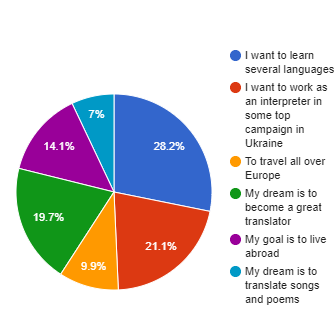 I want to learn
several languages
I want to work as
an interpreter in
some top
campaign in
Ukraine
To travel all over
Europe
My dream is to
become a great
translator
My goal is to live
abroad
My dream is to
translate songs
and poems
7%
14.1%
28.2%
19.7%
21.1%
9.9%